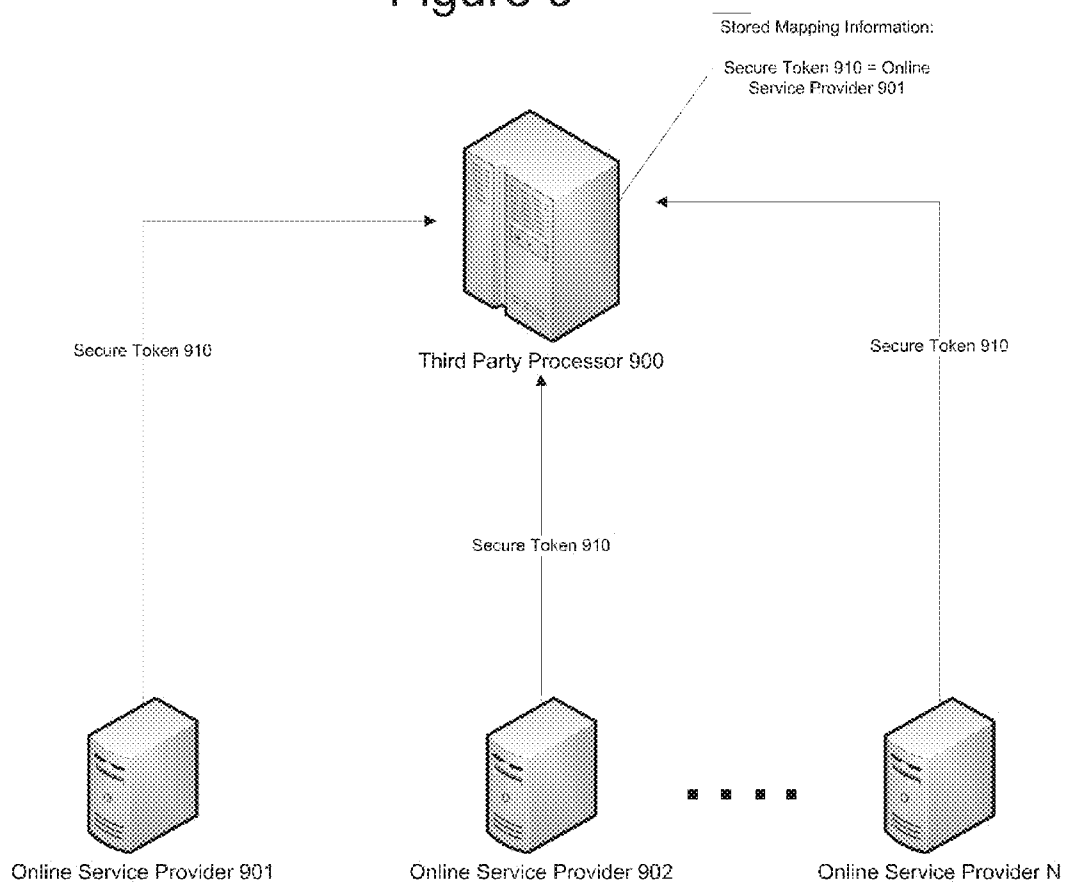 Stored Mapping Information:
Secure Token 910 = Online
Service Provider 901
Secure Token 910
Secure Token 910
Third Party Processor 900
Secure Token 910
Online Service Provider 901
Online Service Provider 902
Online Service Provider N